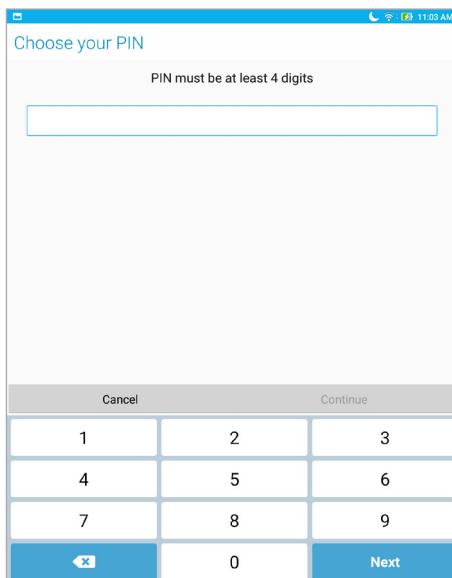 11:03 AM
Choose your PIN
PIN must be at least 4 digits
Cancel Continue
1 2 3
4 5 6
7 8 9
0 Next